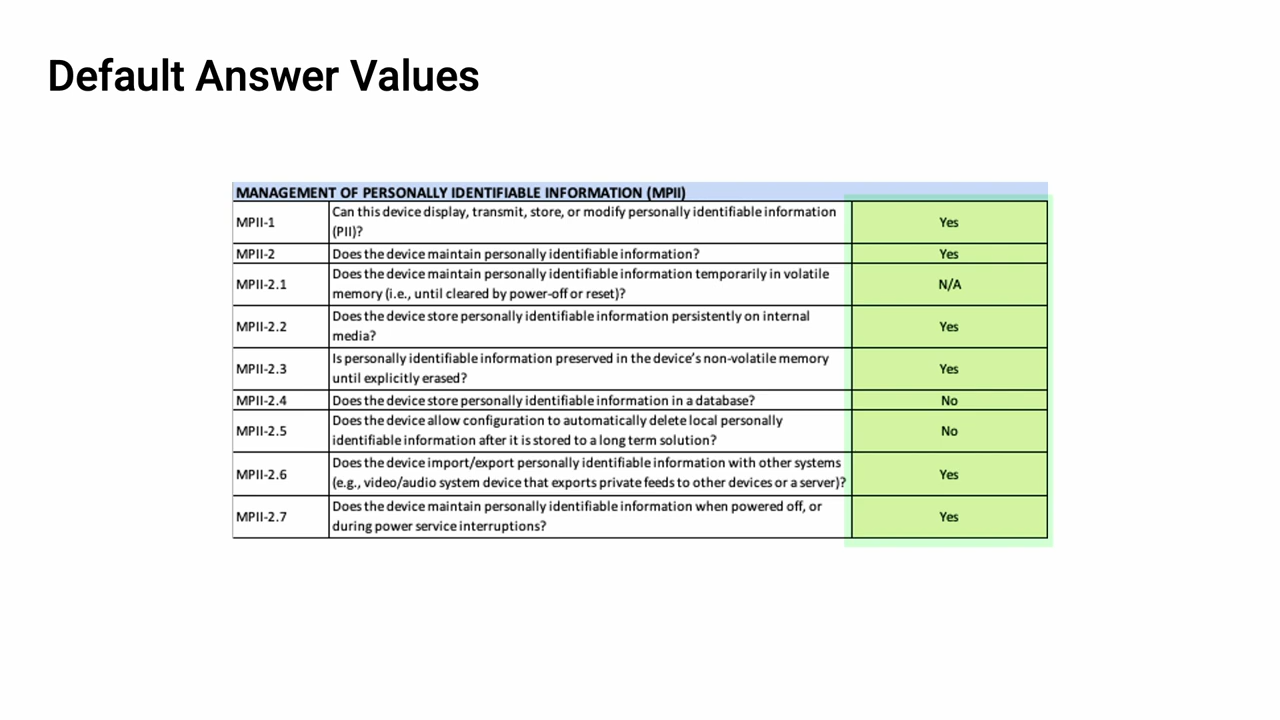 Default Answer Values
MANAGEMENT OF PERSONALLY IDENTIFIABLE INFORMATION (MPII)
MPII-1
Can this device display, transmit, store, or modify personally identifiable information
(PII)?
Yes
MPII-2
Does the device maintain personally identifiable information?
Yes
MPII-2.1
Does the device maintain personally identifiable information temporarily in volatile
memory (i.e., until cleared by power-off or reset)?
N/A
MPII-2.2
Does the device store personally identifiable information persistently on internal
media?
Yes
MPII-2.3
Is personally identifiable information preserved in the device’s non-volatile memory
until explicitly erased?
Yes
MPII-2.4
Does the device store personally identifiable information in a database?
No
MPII-2.5
Does the device allow configuration to automatically delete local personally
identifiable information after it is stored to a long term solution?
No
MPII-2.6
Does the device import/export personally identifiable information with other systems
(e.g., video/audio system device that exports private feeds to other devices or a server)?
Yes
MPII-2.7
Does the device maintain personally identifiable information when powered off, or
during power service interruptions?
Yes